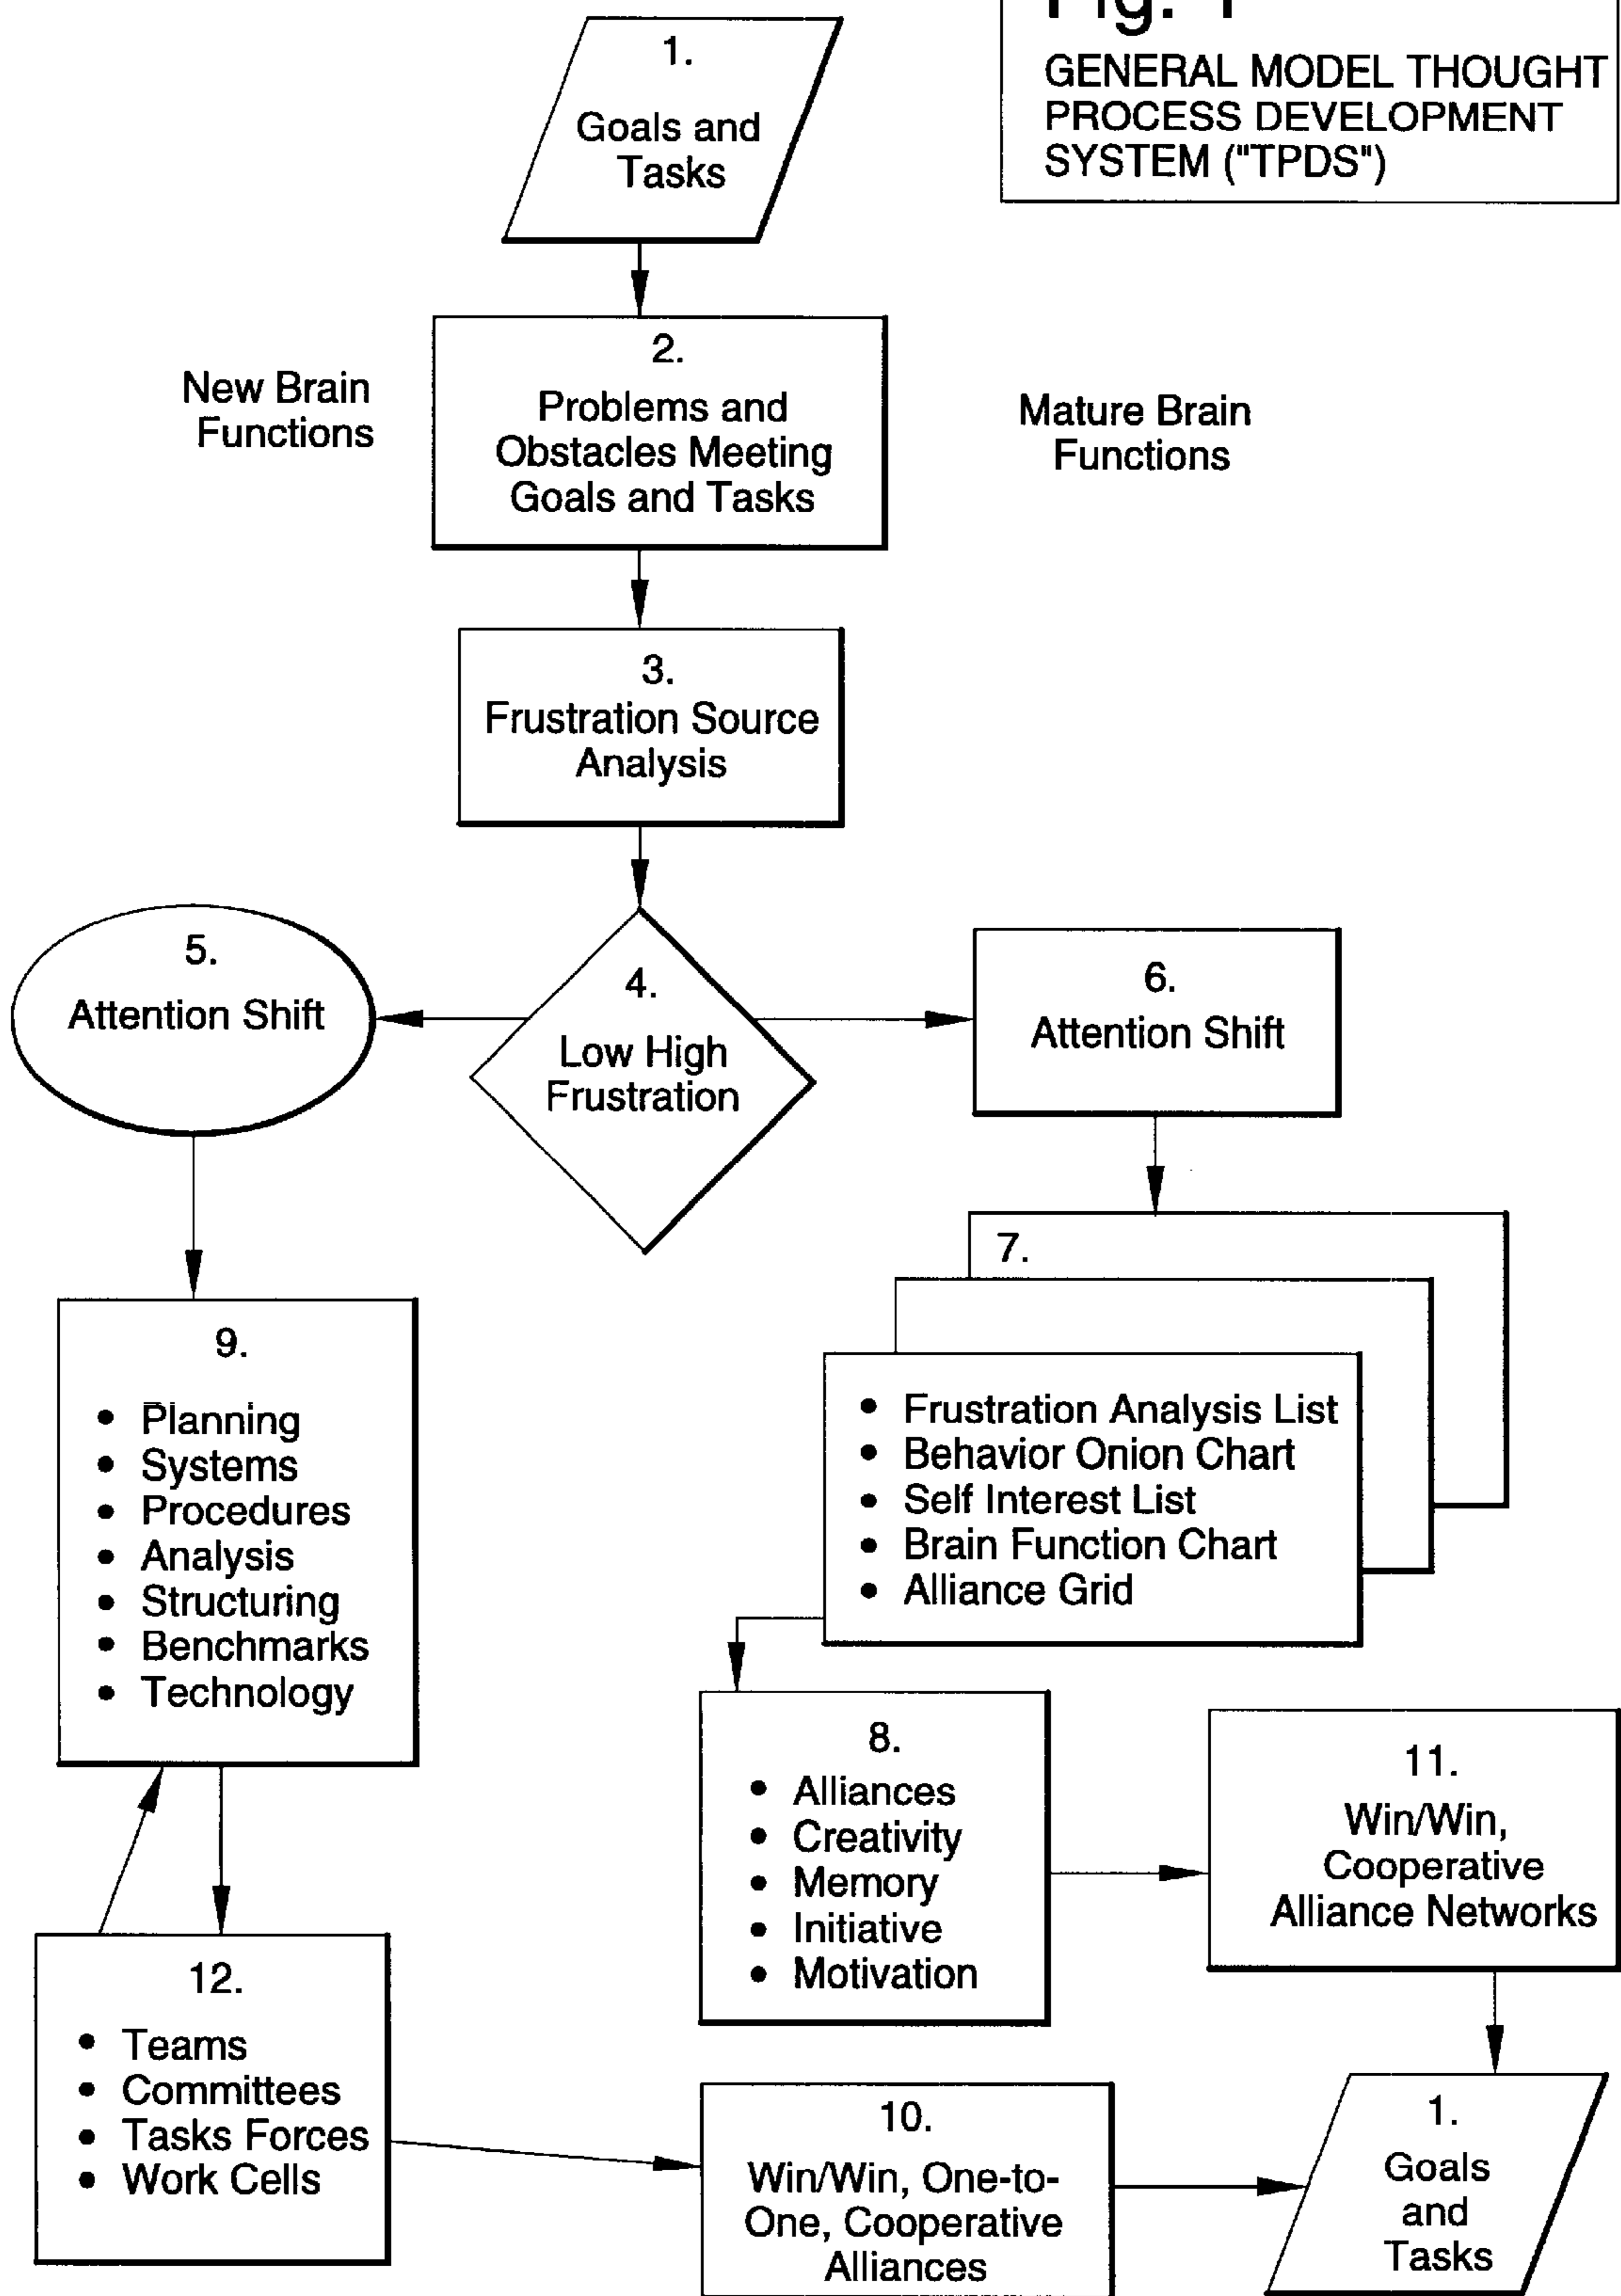 Fig. 1
GENERAL MODEL THOUGHT
PROCESS DEVELOPMENT
SYSTEM ("TPDS")
1.
Goals and
Tasks
2.
Problems and
Obstacles Meeting
Goals and Tasks
New Brain
Functions
Mature Brain
Functions
3.
Frustration Source
Analysis
4.
Low High
Frustration
5.
Attention Shift
6.
Attention Shift
7.
• Frustration Analysis List
• Behavior Onion Chart
• Self Interest List
• Brain Function Chart
• Alliance Grid
9.
• Planning
• Systems
• Procedures
• Analysis
• Structuring
• Benchmarks
• Technology
8.
• Alliances
• Creativity
• Memory
• Initiative
• Motivation
11.
Win/Win,
Cooperative
Alliance Networks
12.
• Teams
• Committees
• Tasks Forces
• Work Cells
10.
Win/Win, One-to-
One, Cooperative
Alliances
1.
Goals
and
Tasks